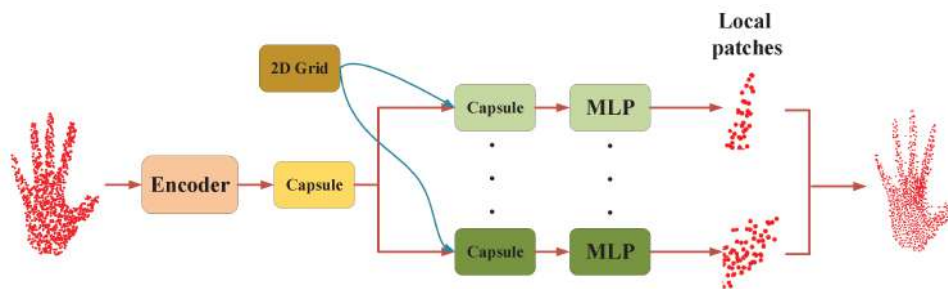 Local
patches
2D Grid
Capsule
MLP
Encoder
Capsule
Capsule
MLP